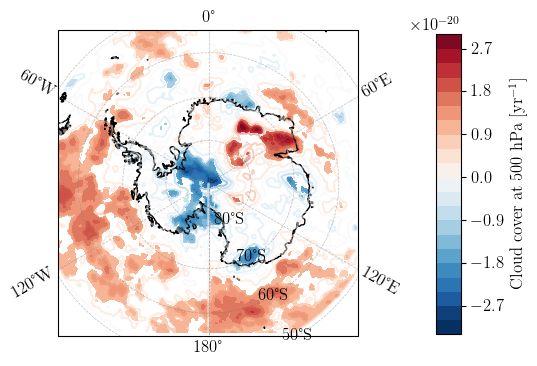 0°
×10⁻²⁰
60°W
60°E
2.7
1.8
0.9
0.0
−0.9
−1.8
−2.7
Cloud cover at 500 hPa [yr⁻¹]
80°S
70°S
60°S
50°S
120°W
120°E
180°